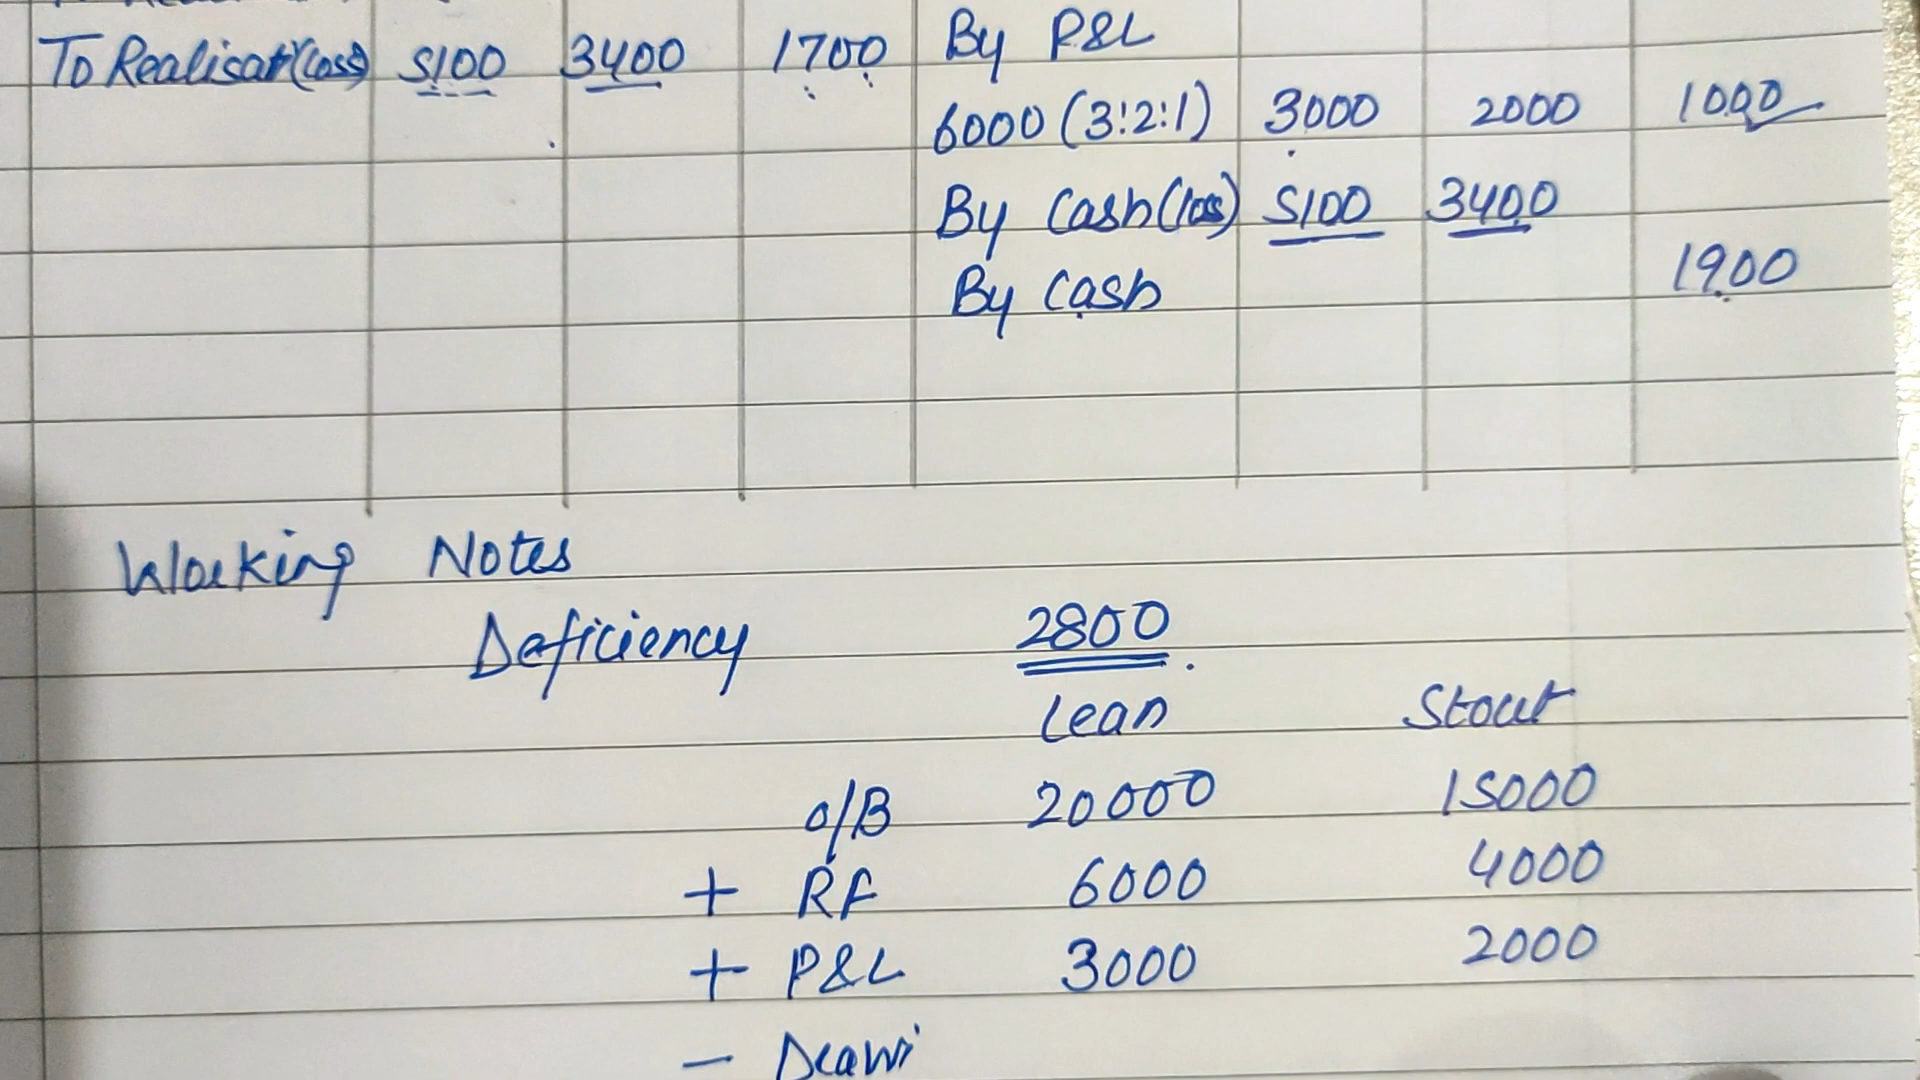 To Realisat(loss) 5100 3400 1700 By P&L
6000 (3:2:1) 3000 2000 1000
By Cash(loss) 5100 3400
By Cash 1900
Working Notes
Deficiency 2800
Lean Stout
O/B 20000 15000
+ RF 6000 4000
+ P&L 3000 2000
- Drawi